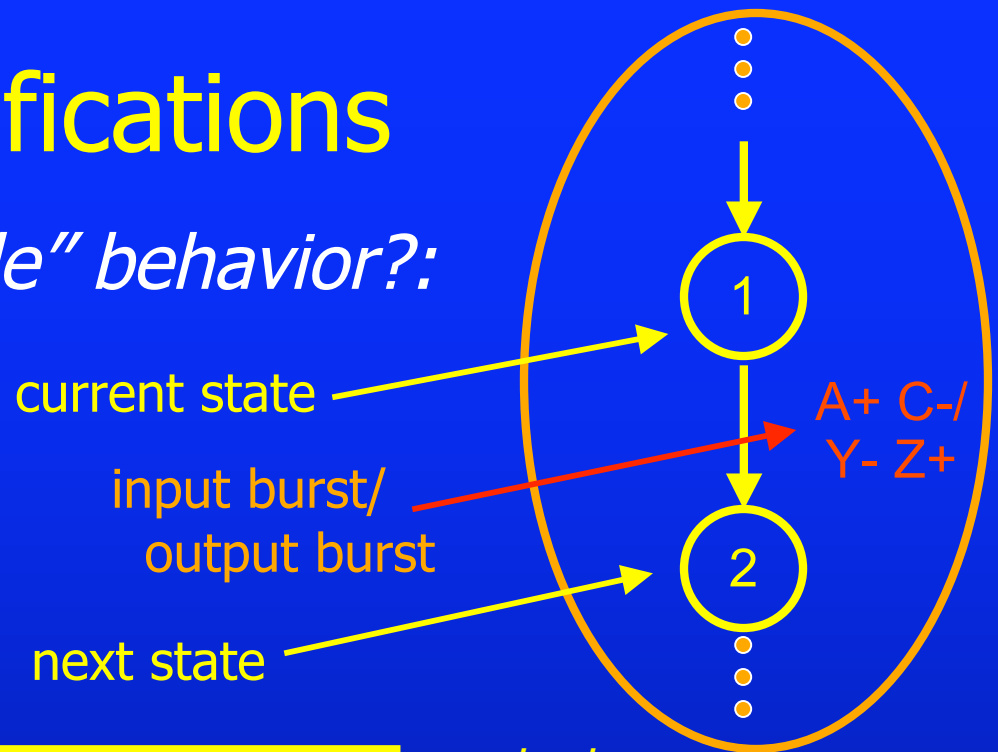 fications
le” behavior?:
1
current state
A+ C-/
Y- Z+
input burst/
output burst
2
next state